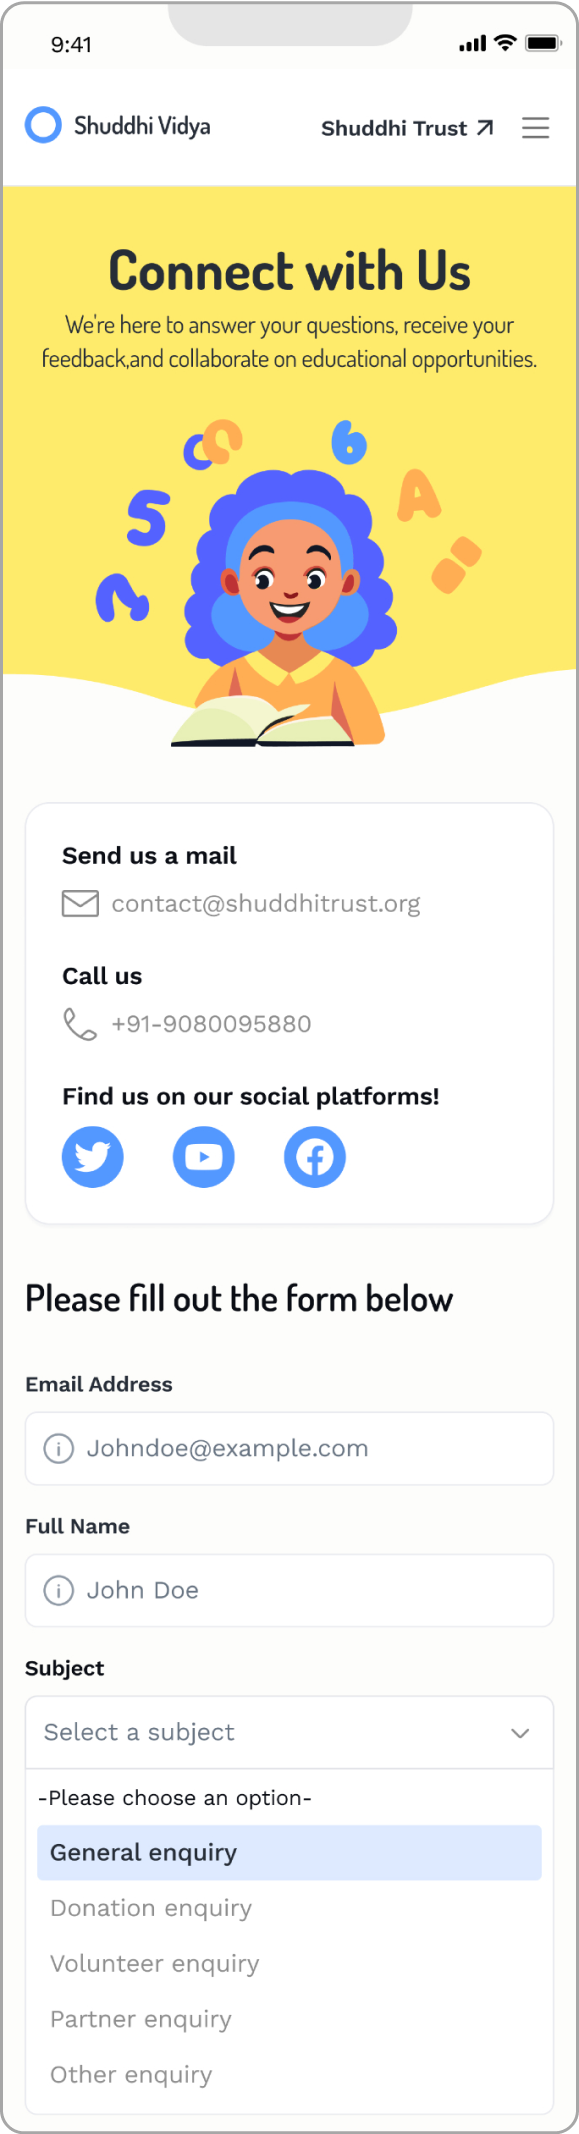 9:41
Shuddhi Vidya
Shuddhi Trust
Connect with Us
We're here to answer your questions, receive your
feedback,and collaborate on educational opportunities.
Send us a mail
contact@shuddhitrust.org
Call us
+91-9080095880
Find us on our social platforms!
Please fill out the form below
Email Address
Johndoe@example.com
Full Name
John Doe
Subject
Select a subject
-Please choose an option-
General enquiry
Donation enquiry
Volunteer enquiry
Partner enquiry
Other enquiry